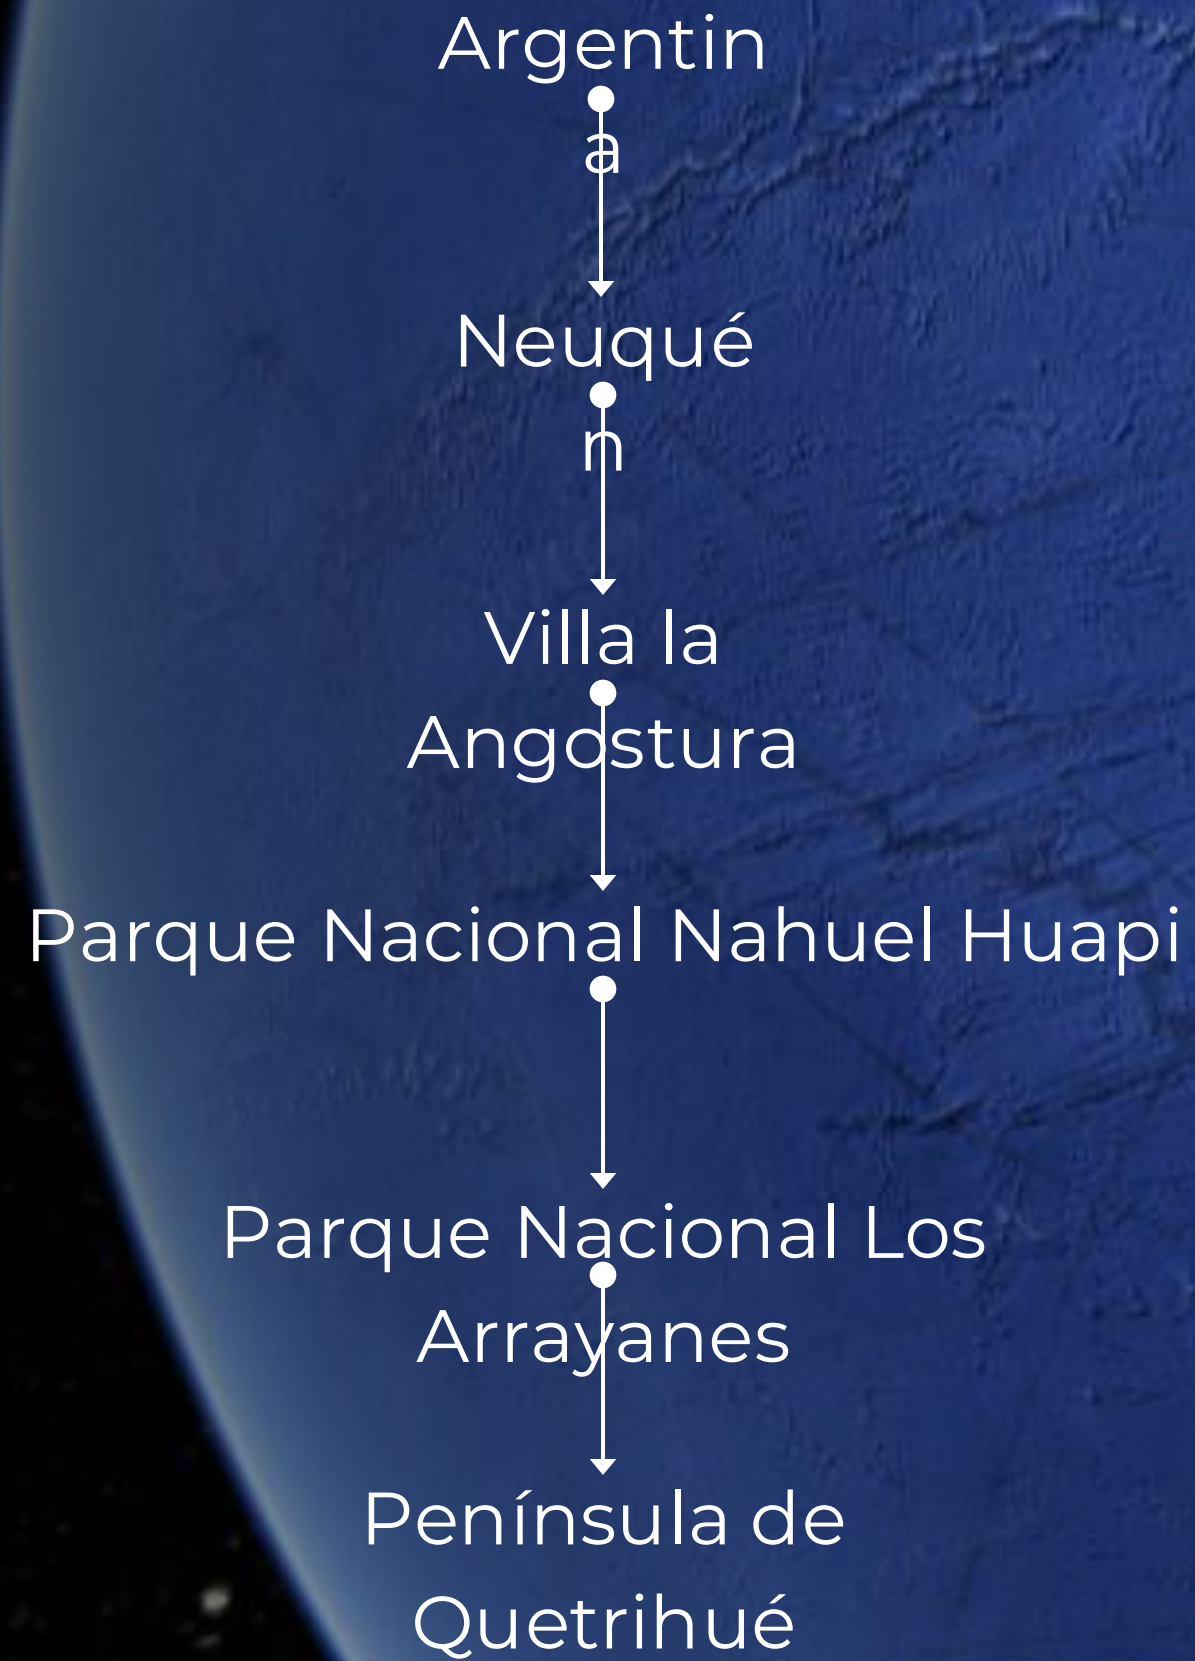 Argentin
a
Neuqué
n
Villa la
Angostura
Parque Nacional Nahuel Huapi
Parque Nacional Los
Arrayanes
Península de
Quetrihué